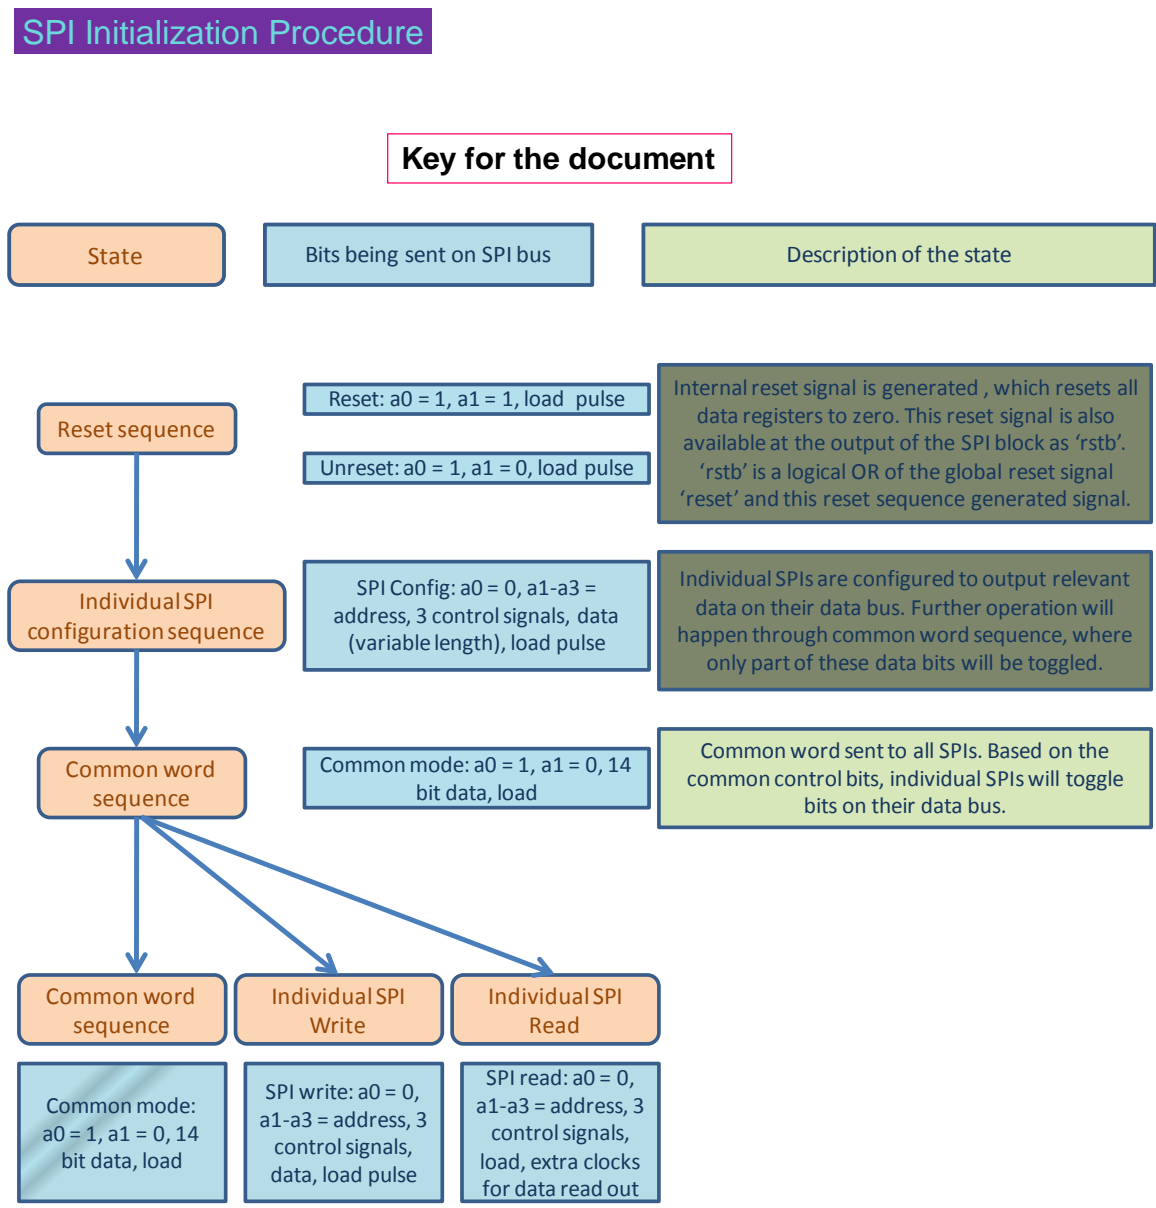 SPI Initialization Procedure
Key for the document
State
Bits being sent on SPI bus
Description of the state
Reset sequence
Reset: a0 = 1, a1 = 1, load pulse
Unreset: a0 = 1, a1 = 0, load pulse
Internal reset signal is generated , which resets all
data registers to zero. This reset signal is also
available at the output of the SPI block as ‘rstb’.
‘rstb’ is a logical OR of the global reset signal
‘reset’ and this reset sequence generated signal.
Individual SPI
configuration sequence
SPI Config: a0 = 0, a1-a3 =
address, 3 control signals, data
(variable length), load pulse
Individual SPIs are configured to output relevant
data on their data bus. Further operation will
happen through common word sequence, where
only part of these data bits will be toggled.
Common word
sequence
Common mode: a0 = 1, a1 = 0, 14
bit data, load
Common word sent to all SPIs. Based on the
common control bits, individual SPIs will toggle
bits on their data bus.
Common word
sequence
Individual SPI
Write
Individual SPI
Read
Common mode:
a0 = 1, a1 = 0, 14
bit data, load
SPI write: a0 = 0,
a1-a3 = address, 3
control signals,
data, load pulse
SPI read: a0 = 0,
a1-a3 = address, 3
control signals,
load, extra clocks
for data read out